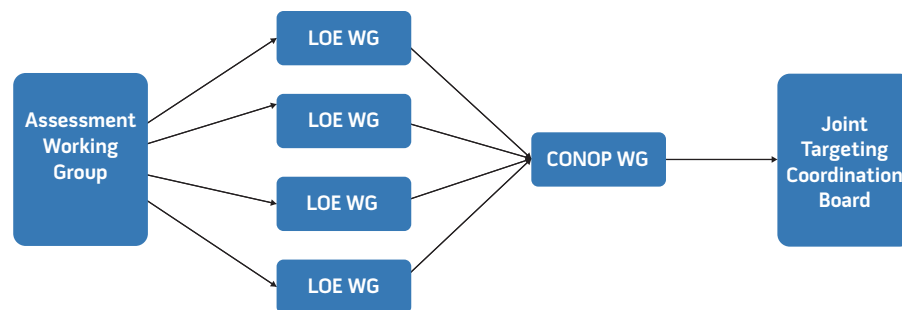 Assessment
Working
Group
LOE WG
LOE WG
LOE WG
LOE WG
CONOP WG
Joint
Targeting
Coordination
Board